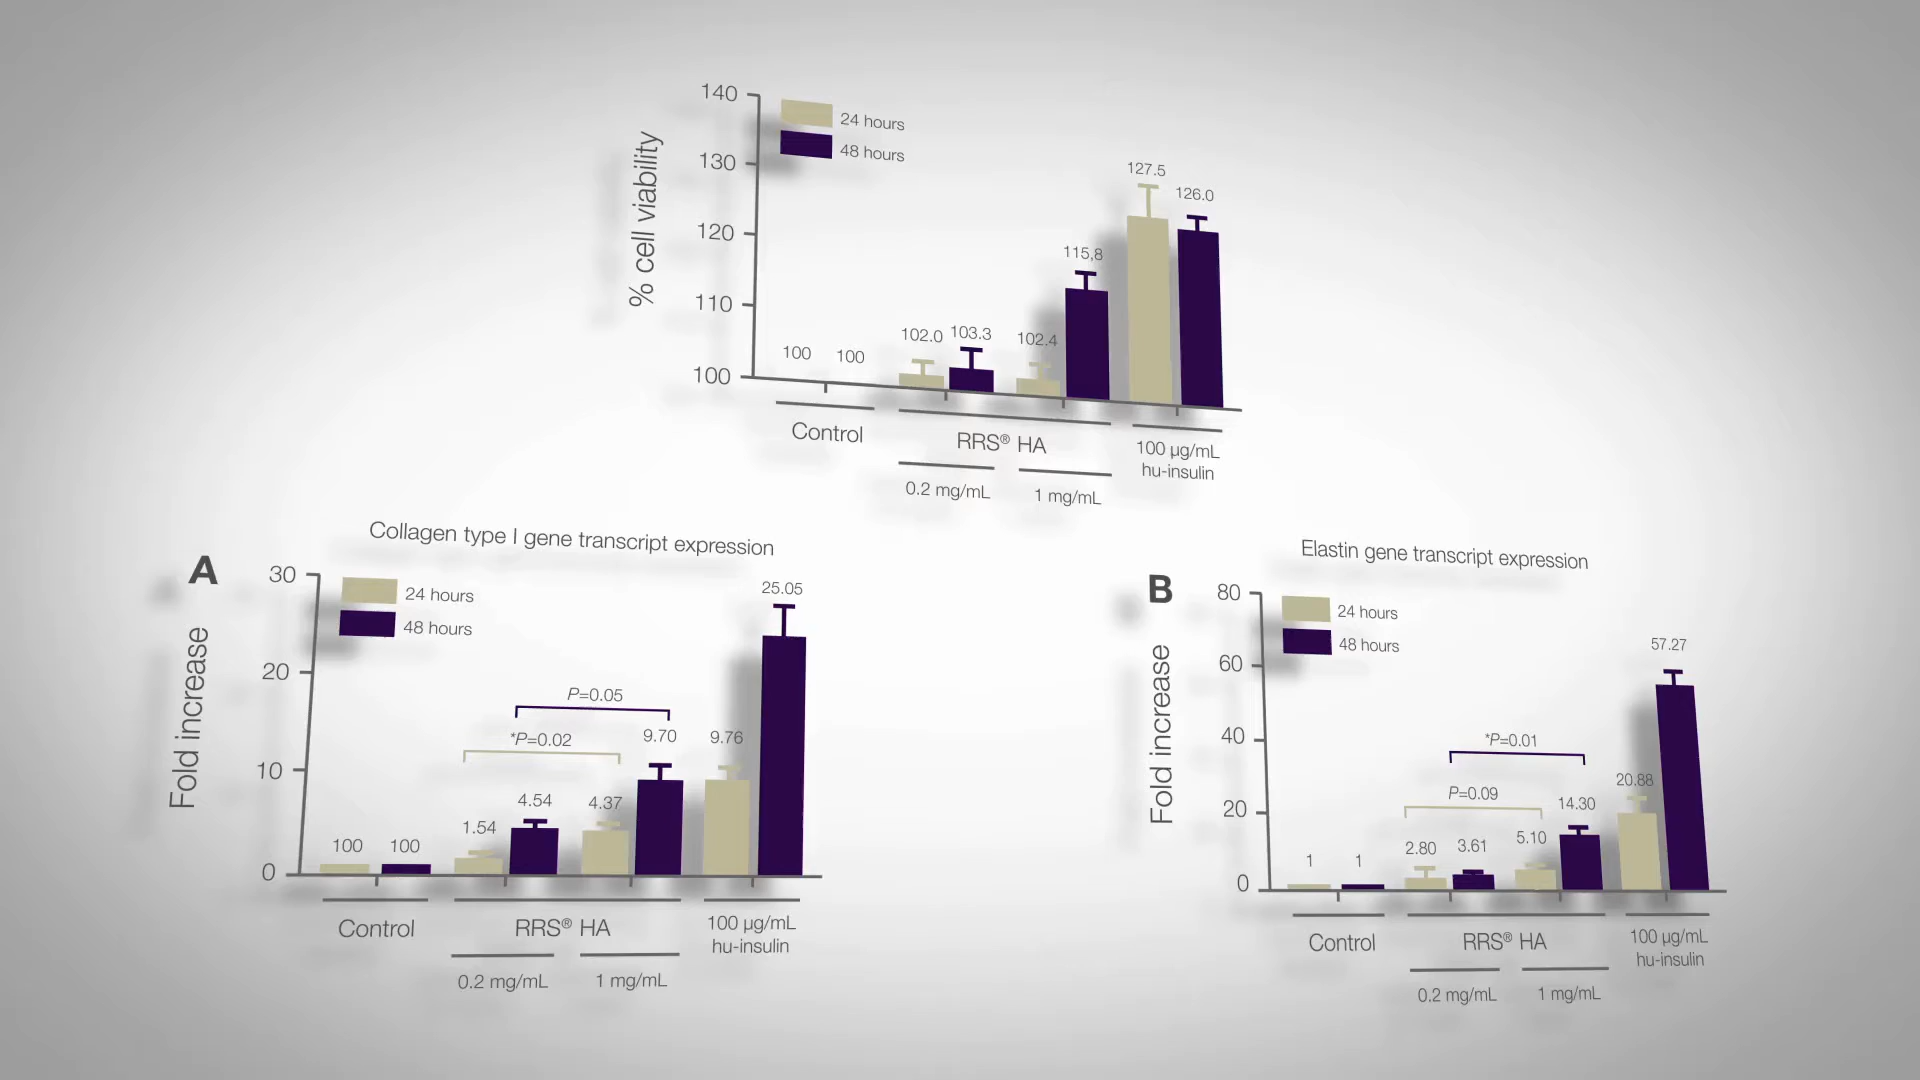 140
24 hours
48 hours
130
120
110
100
% cell viability
100
100
102.0
103.3
102.4
115,8
127.5
126.0
Control
RRS® HA
100 µg/mL
hu-insulin
0.2 mg/mL
1 mg/mL
A
Collagen type I gene transcript expression
30
24 hours
48 hours
20
10
0
Fold increase
100
100
1.54
4.54
4.37
9.70
9.76
25.05
*P=0.02
P=0.05
Control
RRS® HA
100 µg/mL
hu-insulin
0.2 mg/mL
1 mg/mL
B
Elastin gene transcript expression
80
24 hours
48 hours
60
40
20
0
Fold increase
1
1
2.80
3.61
5.10
14.30
20.88
57.27
P=0.09
*P=0.01
Control
RRS® HA
100 µg/mL
hu-insulin
0.2 mg/mL
1 mg/mL